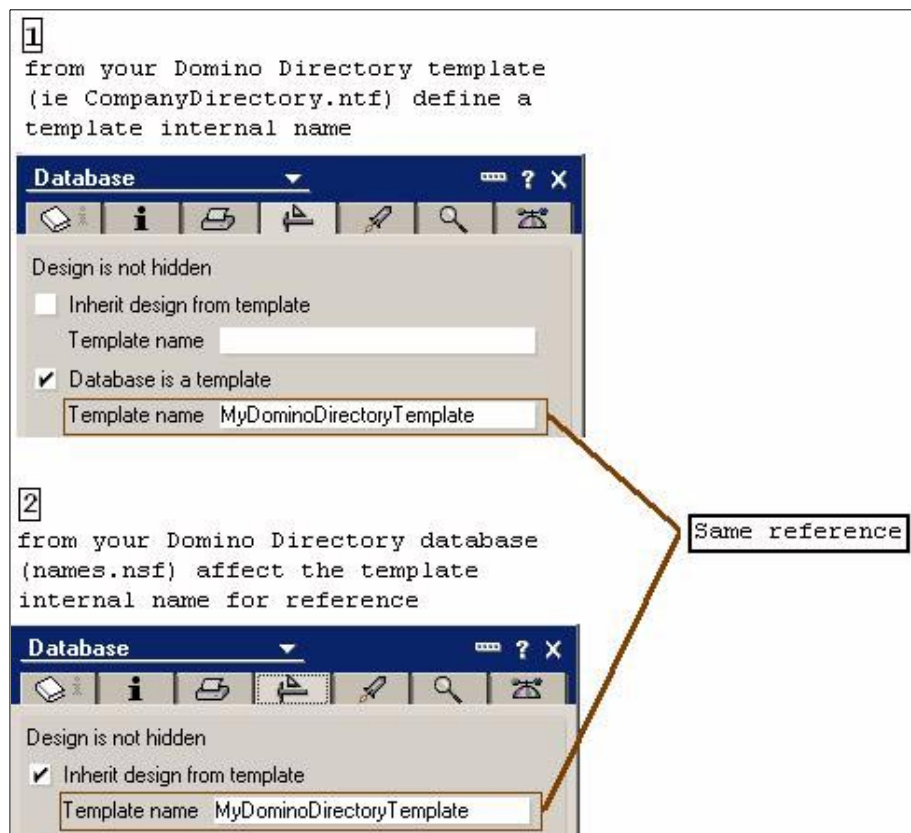 1
from your Domino Directory template
(ie CompanyDirectory.ntf) define a
template internal name
Database
? X
i
Design is not hidden
Inherit design from template
Template name
Database is a template
Template name MyDominoDirectoryTemplate
Same reference
2
from your Domino Directory database
(names.nsf) affect the template
internal name for reference
Database
? X
i
Design is not hidden
Inherit design from template
Template name MyDominoDirectoryTemplate